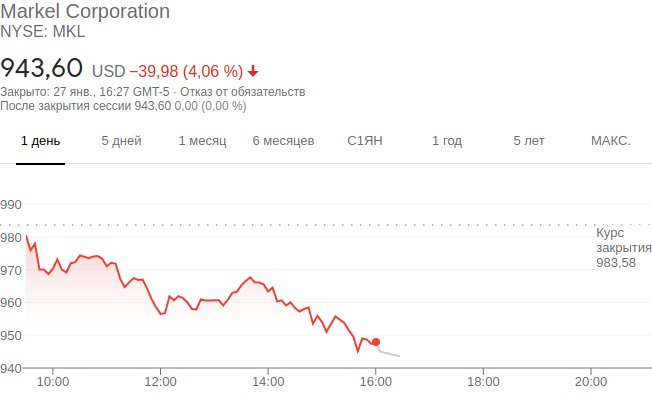 Markel Corporation
NYSE: MKL
943,60 USD −39,98 (4,06 %)
Закрыто: 27 янв., 16:27 GMT-5 · Отказ от обязательств
После закрытия сессии 943,60 0,00 (0,00 %)
1 день 5 дней 1 месяц 6 месяцев С1ЯН 1 год 5 лет МАКС.
990
980
970
960
950
940
Курс
закрытия
983,58
10:00 12:00 14:00 16:00 18:00 20:00